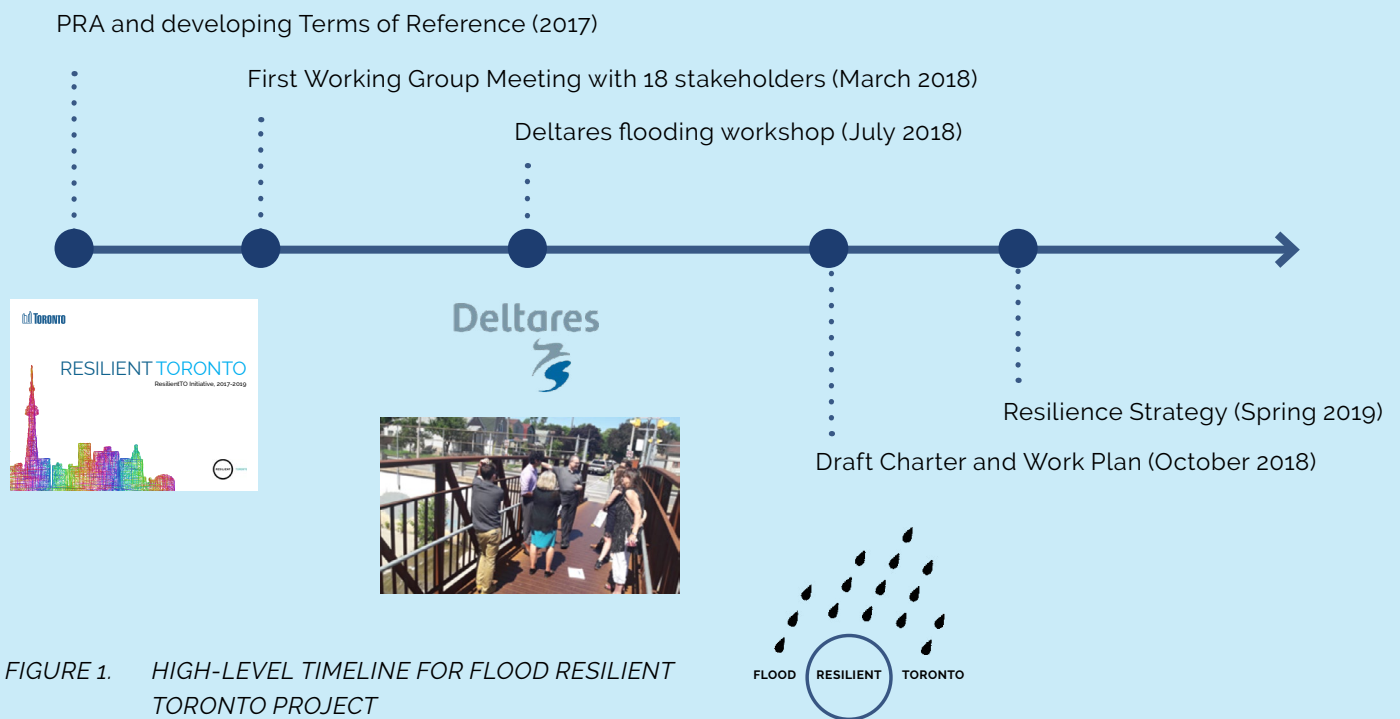 PRA and developing Terms of Reference (2017)
First Working Group Meeting with 18 stakeholders (March 2018)
Deltares flooding workshop (July 2018)
TORONTO
RESILIENT TORONTO
ResilientTO Initiative, 2017-2019
RESILIENT
Deltares
Resilience Strategy (Spring 2019)
Draft Charter and Work Plan (October 2018)
FLOOD RESILIENT TORONTO
FIGURE 1. HIGH-LEVEL TIMELINE FOR FLOOD RESILIENT
TORONTO PROJECT